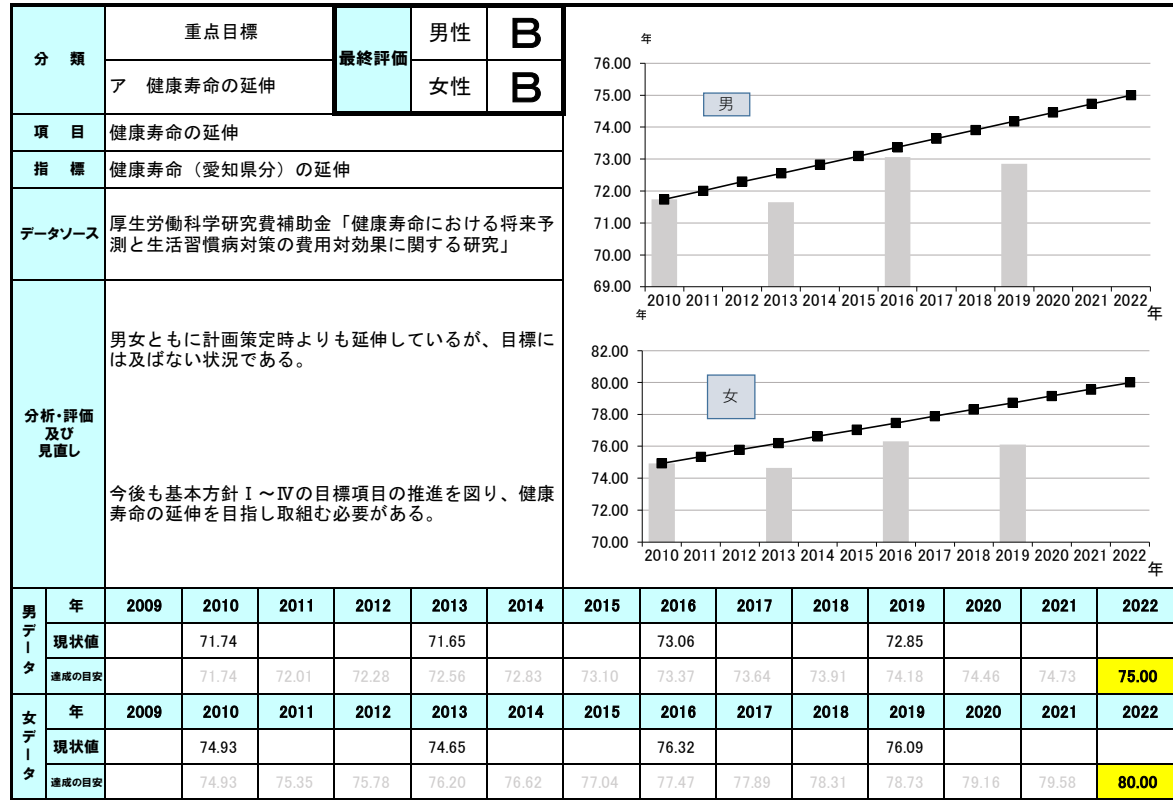 分　類
重点目標
最終評価
男性
B
ア　健康寿命の延伸
女性
B
項　目
健康寿命の延伸
指　標
健康寿命（愛知県分）の延伸
データソース
厚生労働科学研究費補助金「健康寿命における将来予
測と生活習慣病対策の費用対効果に関する研究」
分析・評価
及び
見直し
男女ともに計画策定時よりも延伸しているが、目標に
は及ばない状況である。
今後も基本方針Ⅰ～Ⅳの目標項目の推進を図り、健康
寿命の延伸を目指し取組む必要がある。
年
76.00
75.00
74.00
73.00
72.00
71.00
70.00
69.00
男
2010 2011 2012 2013 2014 2015 2016 2017 2018 2019 2020 2021 2022
年
年
82.00
80.00
78.00
76.00
74.00
72.00
70.00
女
2010 2011 2012 2013 2014 2015 2016 2017 2018 2019 2020 2021 2022
年
男データ
年 2009 2010 2011 2012 2013 2014 2015 2016 2017 2018 2019 2020 2021 2022
現状値 71.74 71.65 73.06 72.85
達成の目安 71.74 72.01 72.28 72.56 72.83 73.10 73.37 73.64 73.91 74.18 74.46 74.73 75.00
女データ
年 2009 2010 2011 2012 2013 2014 2015 2016 2017 2018 2019 2020 2021 2022
現状値 74.93 74.65 76.32 76.09
達成の目安 74.93 75.35 75.78 76.20 76.62 77.04 77.47 77.89 78.31 78.73 79.16 79.58 80.00